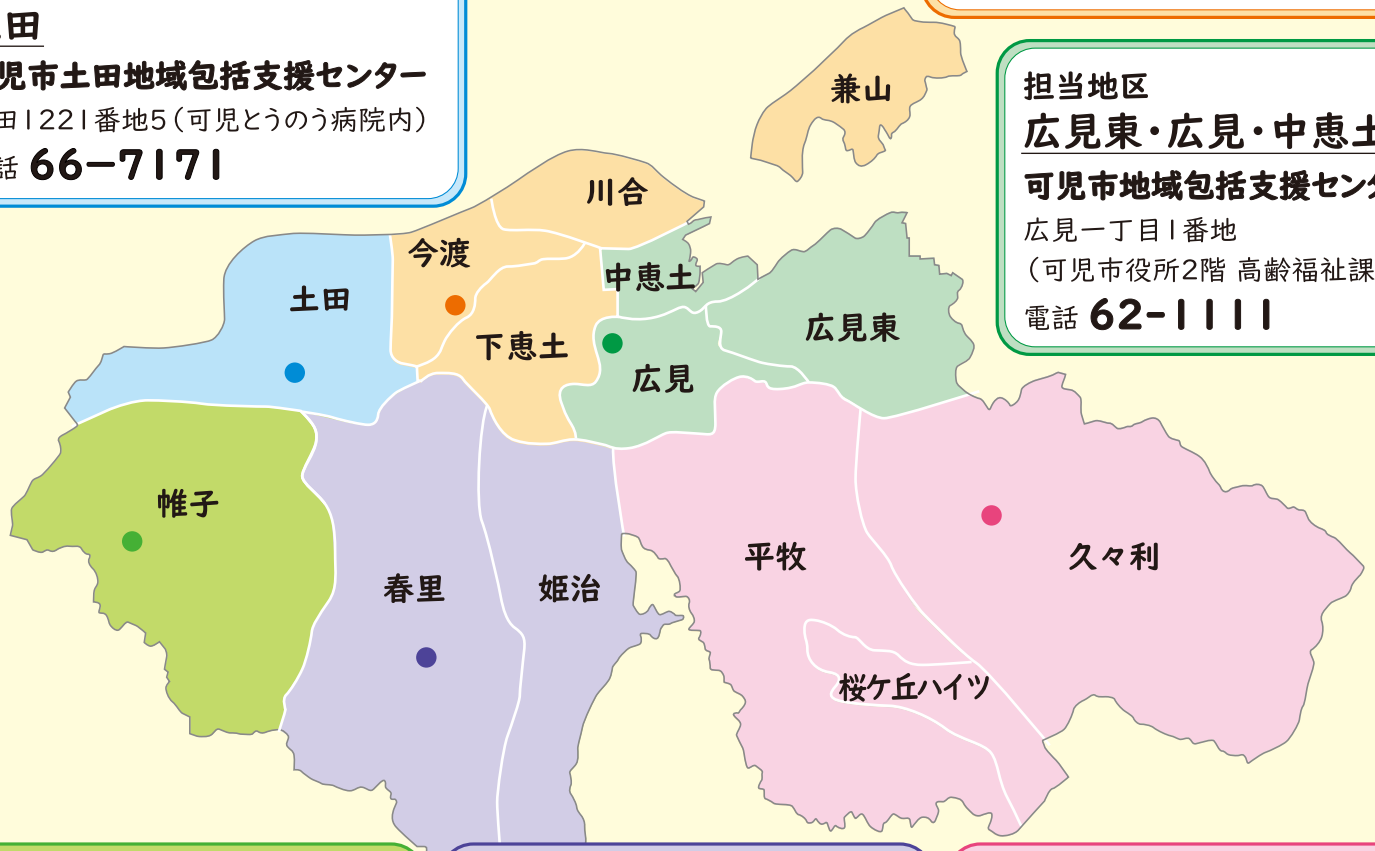 田
児市土田地域包括支援センター
田1221番地5(可児とうのう病院内)
話 66-7171
担当地区
広見東・広見・中恵土
可児市地域包括支援センタ
広見一丁目1番地
(可児市役所2階 高齢福祉課
電話 62-1111
兼山
川合
今渡
中恵土
土田
下恵土
広見東
広見
帷子
春里
姫治
平牧
久々利
桜ケ丘ハイツ